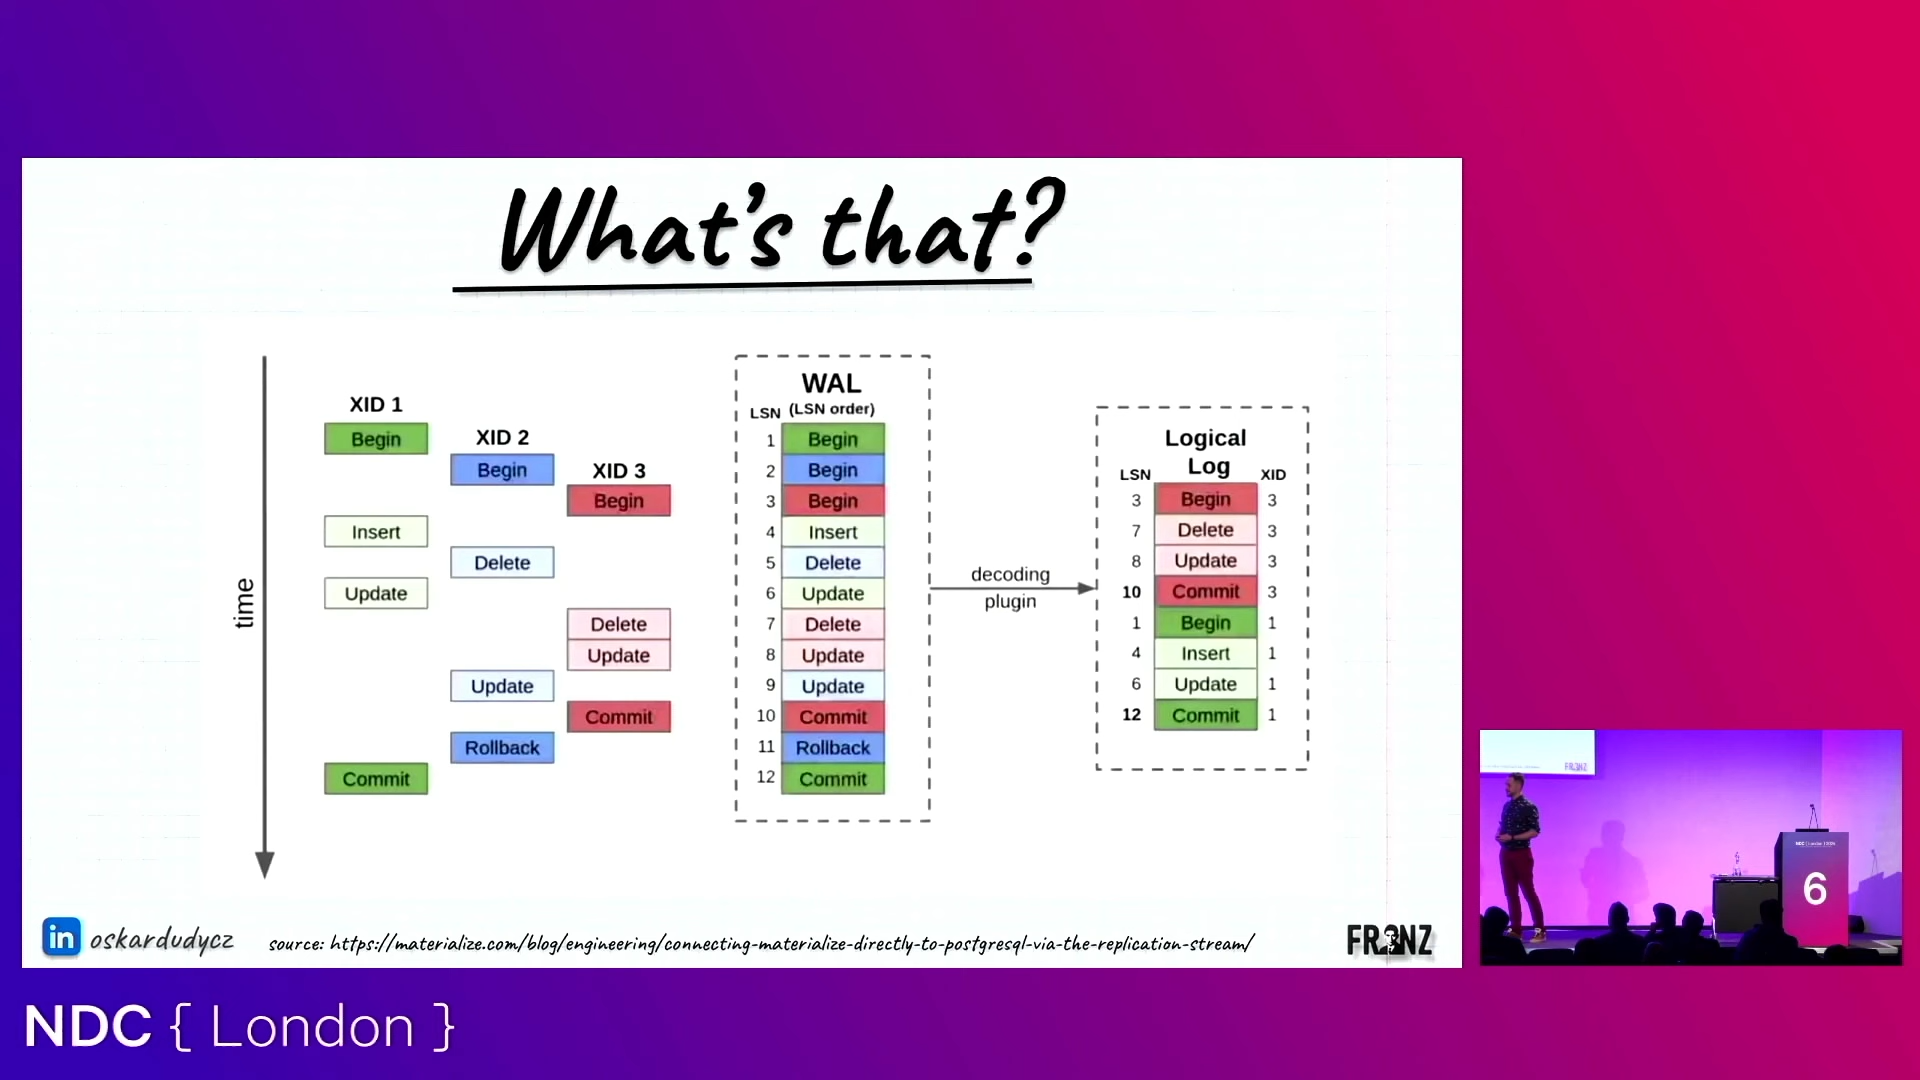 What's that?
time
XID 1
Begin
Insert
Update
Commit
XID 2
Begin
Delete
Update
Rollback
XID 3
Begin
Delete
Update
Commit
WAL
LSN (LSN order)
1 Begin
2 Begin
3 Begin
4 Insert
5 Delete
6 Update
7 Delete
8 Update
9 Update
10 Commit
11 Rollback
12 Commit
decoding
plugin
Logical
Log
LSN XID
3 Begin 3
7 Delete 3
8 Update 3
10 Commit 3
1 Begin 1
4 Insert 1
6 Update 1
12 Commit 1
in oskardudycz
source: https://materialize.com/blog/engineering/connecting-materialize-directly-to-postgresql-via-the-replication-stream/
FRANZ
NDC { London }
FRANZ
6